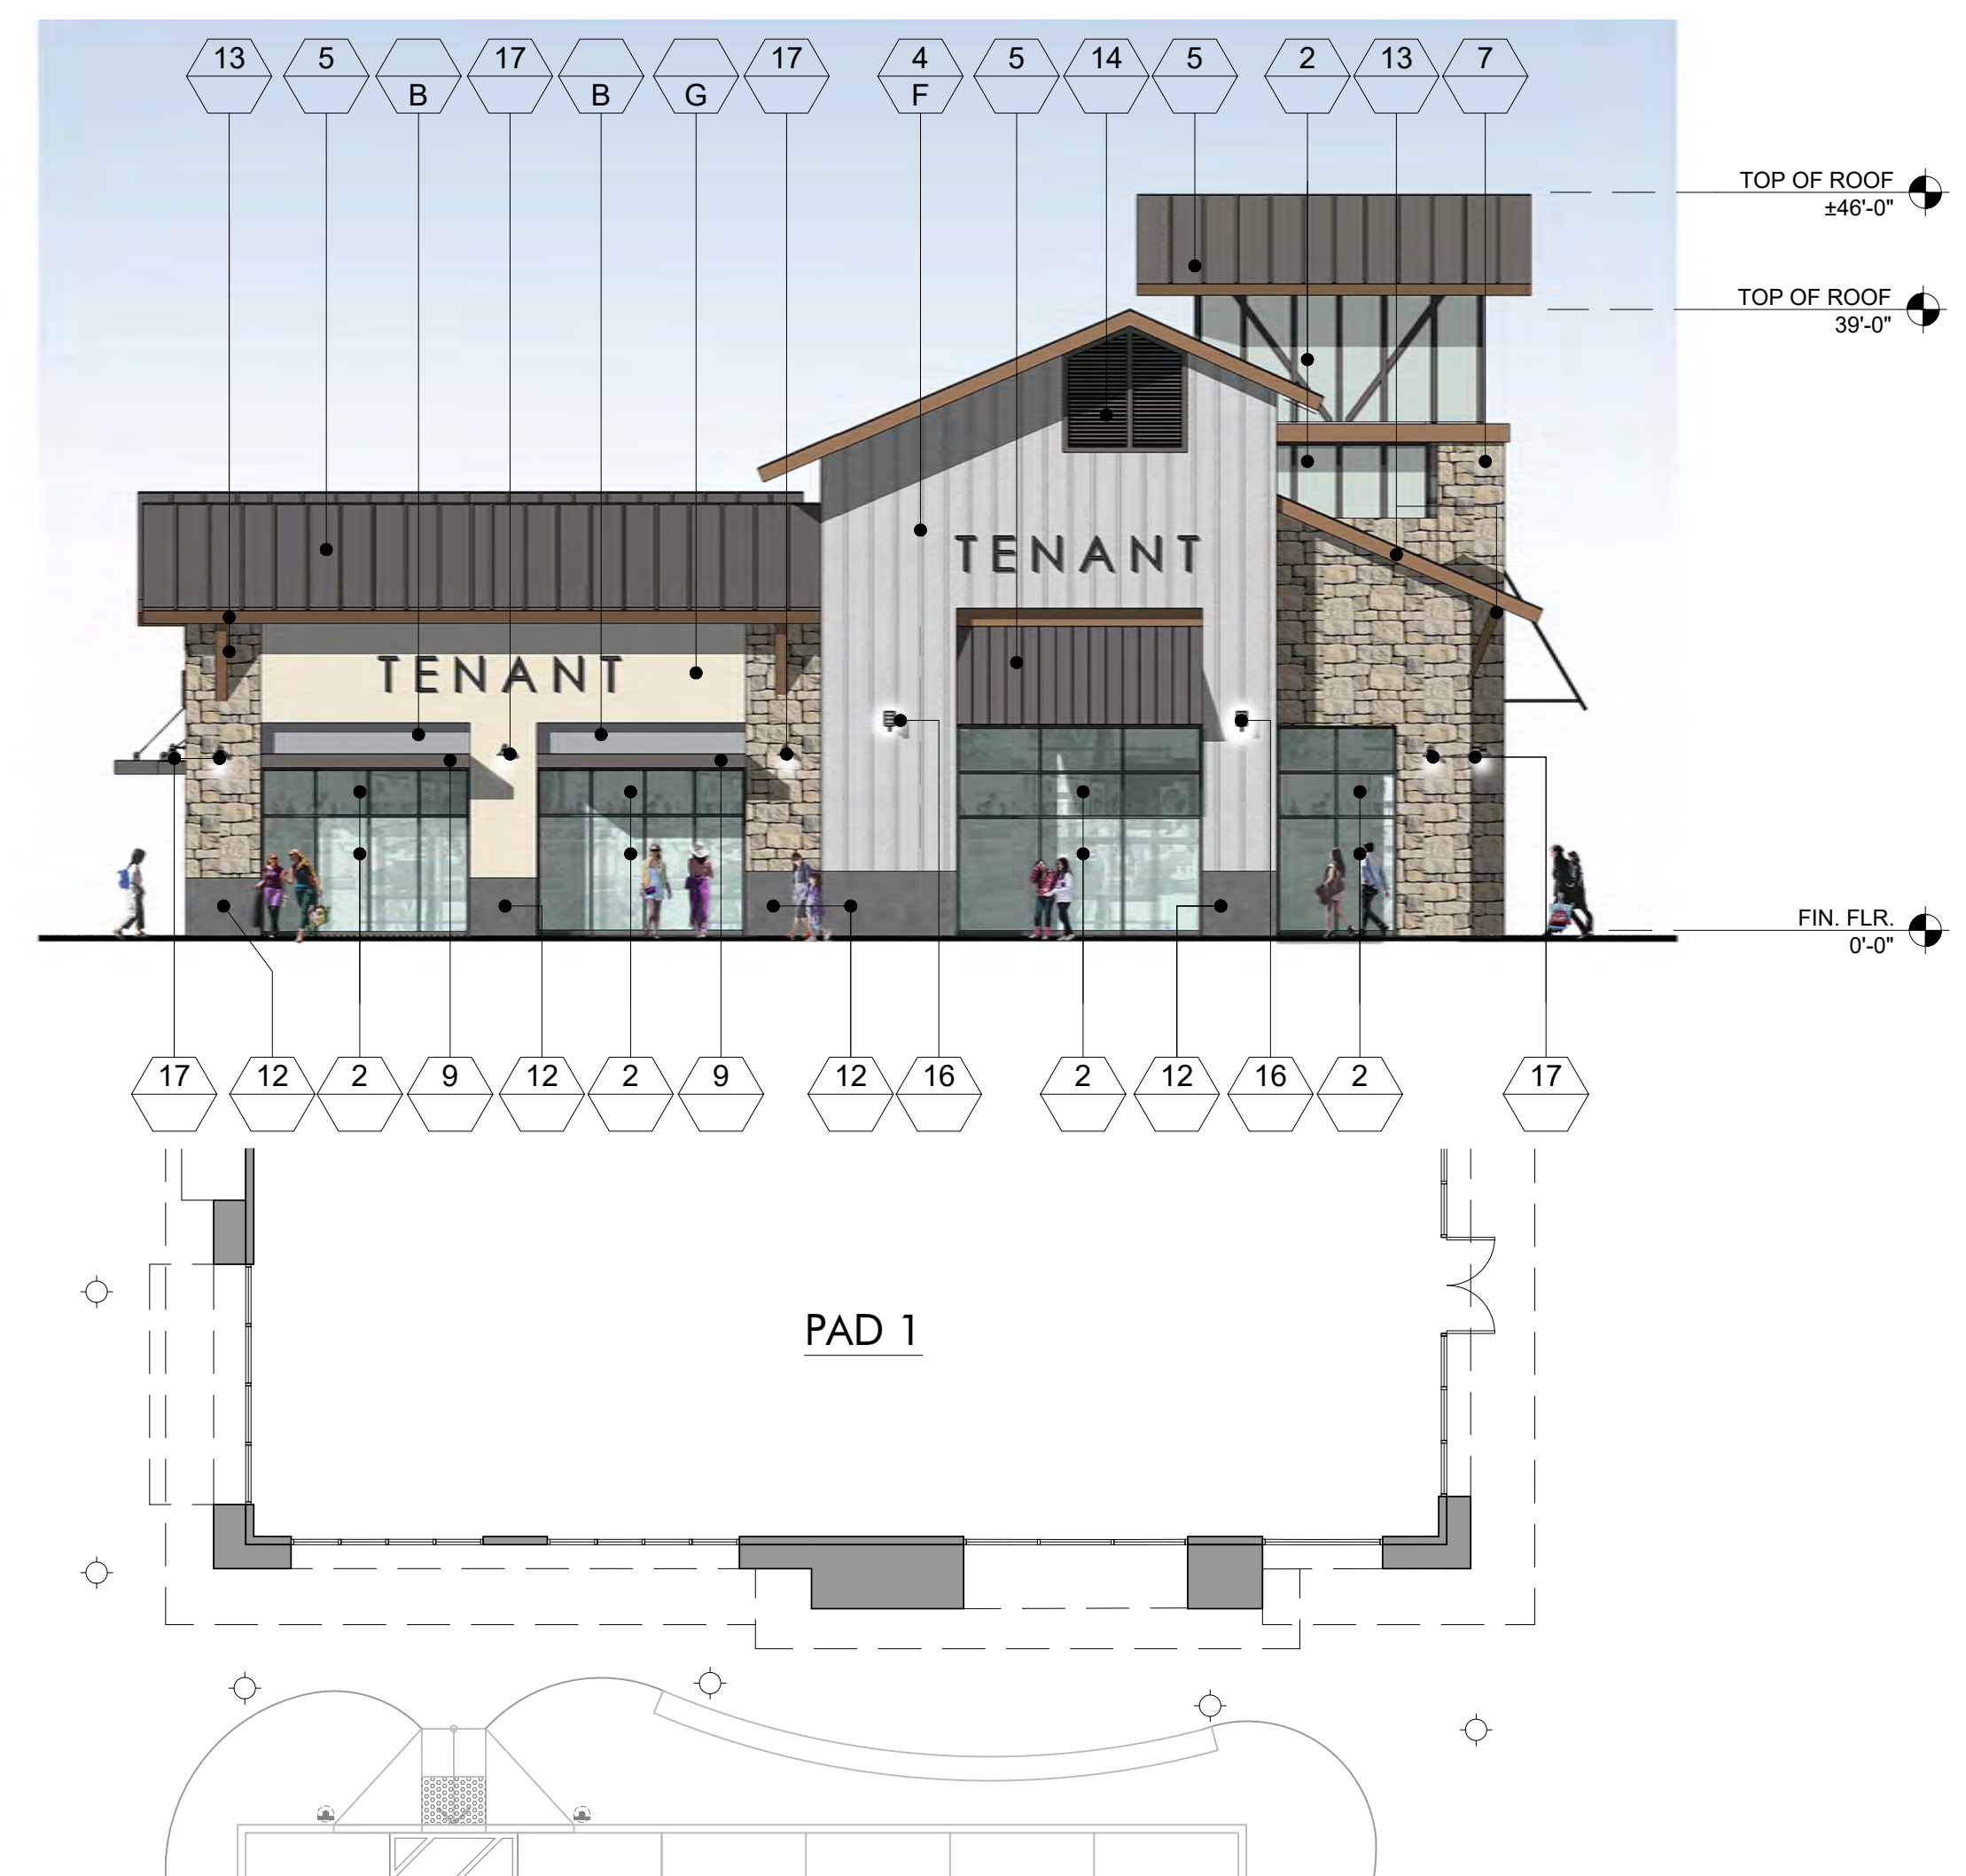 13 5 17 17 4 5 14 5 2 13 7
B B G F
TOP OF ROOF
±46'-0"
TOP OF ROOF
39'-0"
TENANT
TENANT
FIN. FLR.
0'-0"
17 12 2 9 12 2 9 12 16 2 12 16 2 17
PAD 1